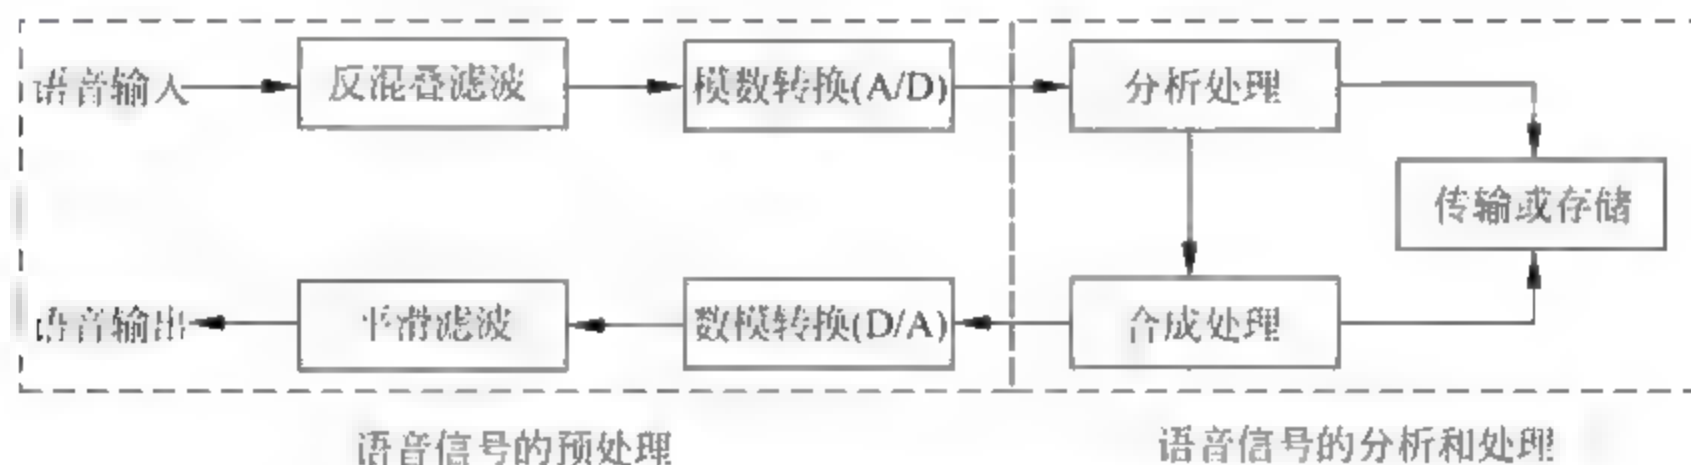 语音输入
反混叠滤波
模数转换(A/D)
分析处理
传输或存储
语音输出
平滑滤波
数模转换(D/A)
合成处理
语音信号的预处理
语音信号的分析和处理